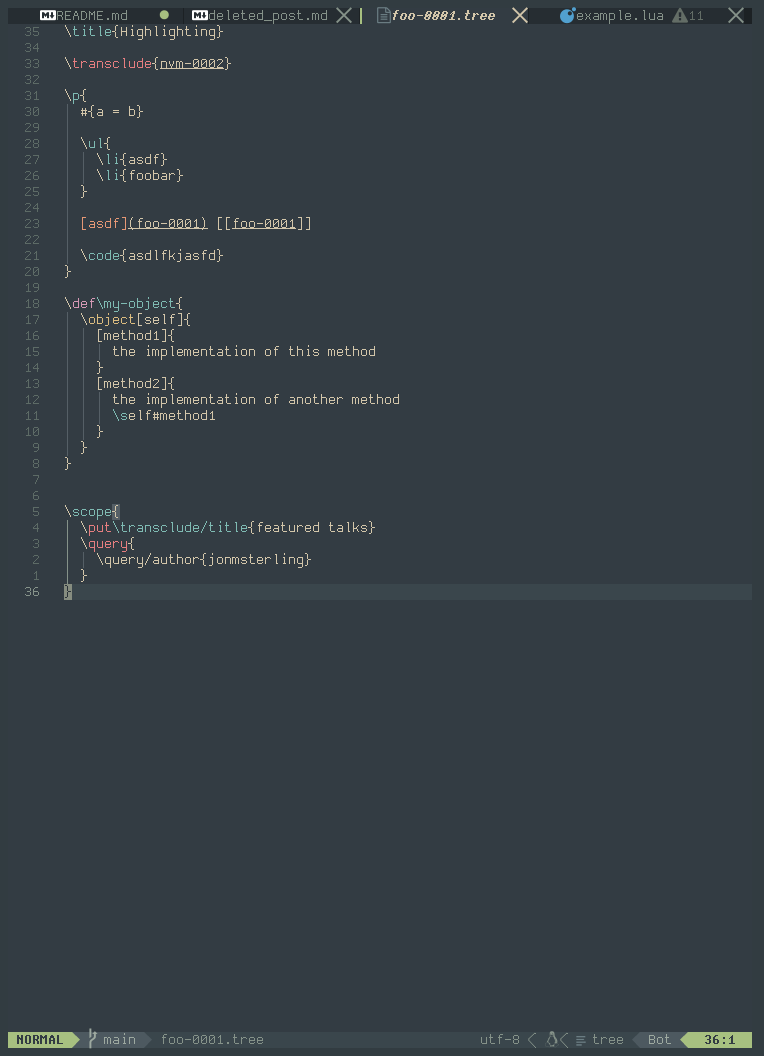 README.md deleted_post.md foo-0001.tree example.lua 11
35 \title{Highlighting}
34
33 \transclude{nvm-0002}
32
31 \p{
30 #{a = b}
29
28 \ul{
27 \li{asdf}
26 \li{foobar}
25 }
24
23 [asdf](foo-0001) [[foo-0001]]
22
21 \code{asdlfkjasfd}
20 }
19
18 \def\my-object{
17 \object[self]{
16 [method1]{
15 the implementation of this method
14 }
13 [method2]{
12 the implementation of another method
11 \self#method1
10 }
9 }
8 }
7
6
5 \scope{
4 \put\transclude/title{featured talks}
3 \query{
2 \query/author{jonmsterling}
1 }
36 }
NORMAL main foo-0001.tree utf-8 tree Bot 36:1